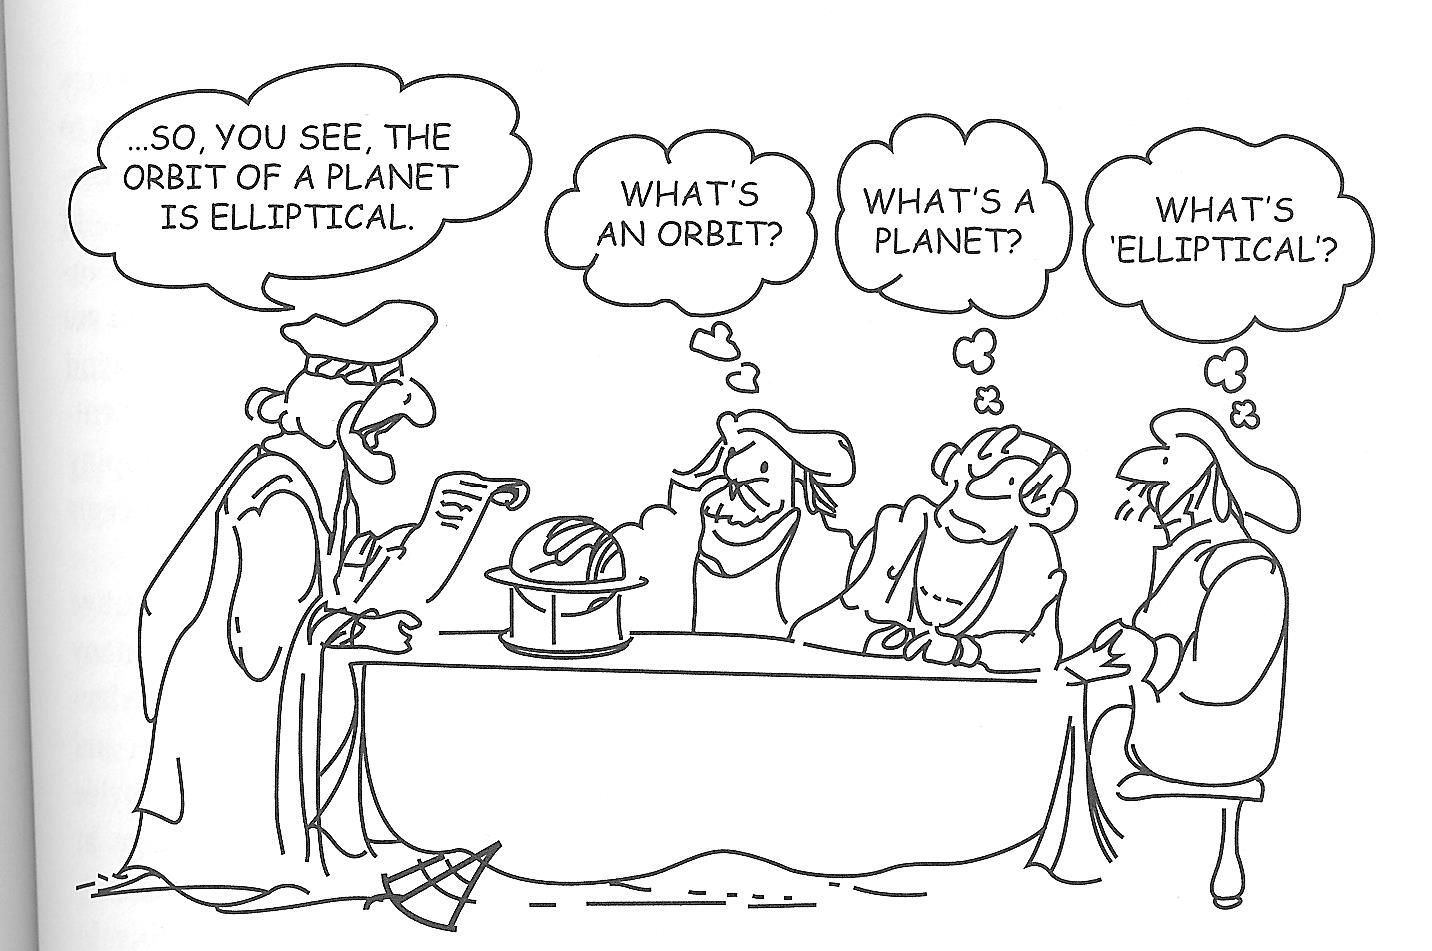 ...SO, YOU SEE, THE
ORBIT OF A PLANET
IS ELLIPTICAL.
WHAT'S
AN ORBIT?
WHAT'S A
PLANET?
WHAT'S
'ELLIPTICAL'?